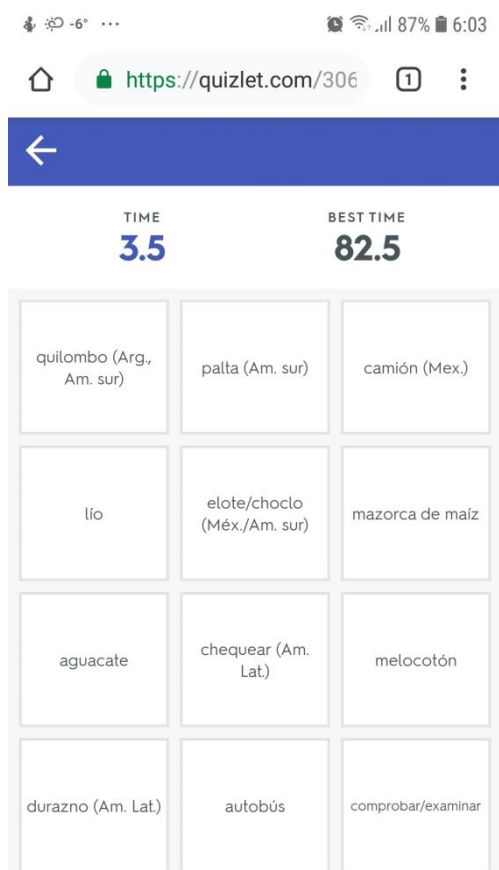 -6° ...
87% 6:03
https://quizlet.com/306
1
TIME
3.5
BEST TIME
82.5
quilombo (Arg.,
Am. sur)
palta (Am. sur)
camión (Mex.)
lío
elote/choclo
(Méx./Am. sur)
mazorca de maíz
aguacate
chequear (Am.
Lat.)
melocotón
durazno (Am. Lat.)
autobús
comprobar/examinar